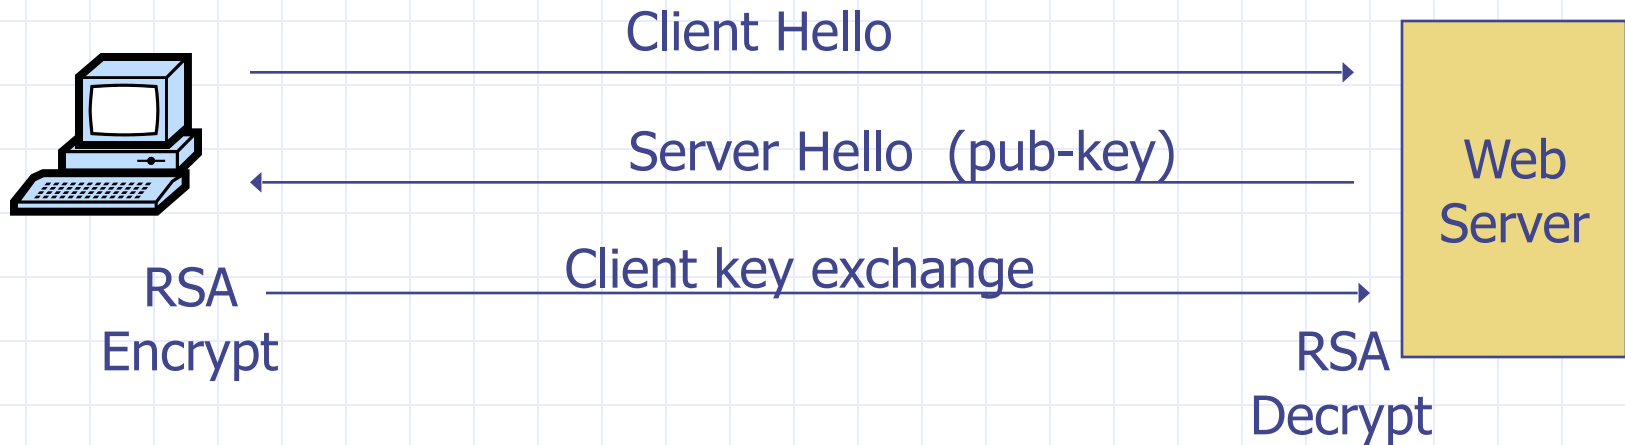 Client Hello
Server Hello (pub-key)
Web
Server
Client key exchange
RSA
Encrypt
RSA
Decrypt